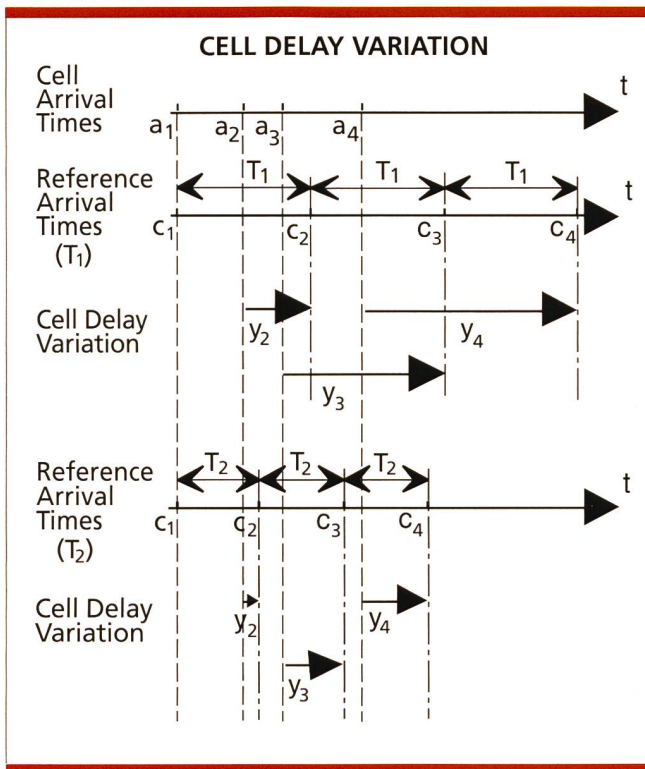 CELL DELAY VARIATION
Cell
Arrival
Times
t
a₁ a₂ a₃ a₄
Reference
Arrival
Times
(T₁)
T₁ T₁ T₁
t
c₁ c₂ c₃ c₄
Cell Delay
Variation
y₂ y₄
y₃
Reference
Arrival
Times
(T₂)
T₂ T₂ T₂
t
c₁ c₂ c₃ c₄
Cell Delay
Variation
y₂ y₄
y₃